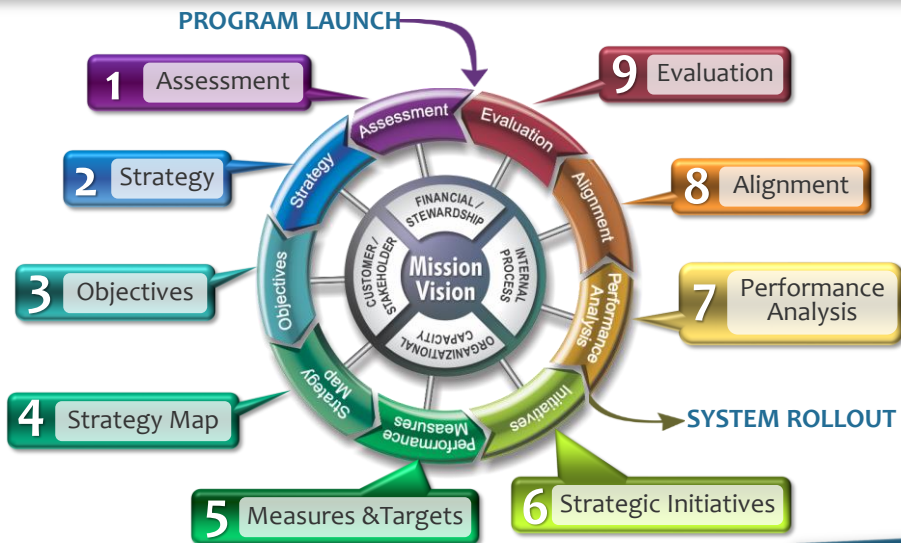 PROGRAM LAUNCH
1 Assessment
2 Strategy
3 Objectives
4 Strategy Map
5 Measures &Targets
6 Strategic Initiatives
7 Performance
Analysis
8 Alignment
9 Evaluation
SYSTEM ROLLOUT
Assessment
Strategy
Objectives
Strategy
Map
Performance
Measures
Initiatives
Performance
Analysis
Alignment
Evaluation
FINANCIAL/
STEWARDSHIP
CUSTOMER/
STAKEHOLDER
INTERNAL
PROCESS
ORGANIZATIONAL
CAPACITY
Mission
Vision